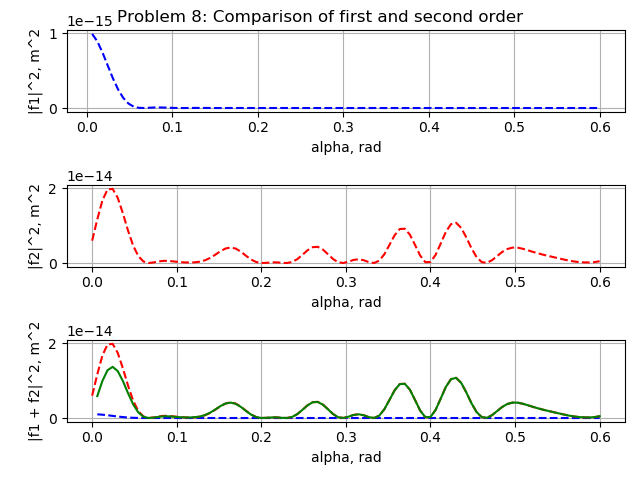 Problem 8: Comparison of first and second order
1e−15
|f1|^2, m^2
1
0
0.0 0.1 0.2 0.3 0.4 0.5 0.6
alpha, rad
1e−14
|f2|^2, m^2
2
0
0.0 0.1 0.2 0.3 0.4 0.5 0.6
alpha, rad
1e−14
|f1 + f2|^2, m^2
2
0
0.0 0.1 0.2 0.3 0.4 0.5 0.6
alpha, rad